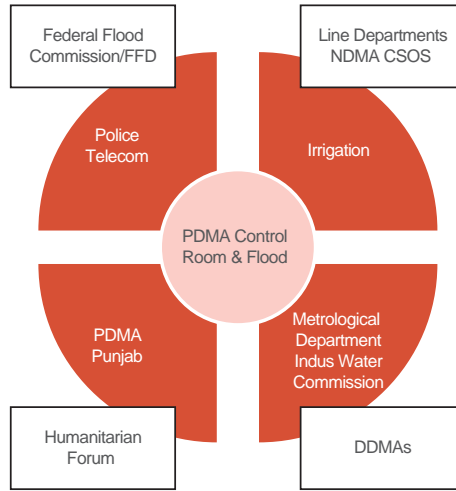 Federal Flood
Commission/FFD
Line Departments
NDMA CSOS
Police
Telecom
Irrigation
PDMA Control
Room & Flood
PDMA
Punjab
Metrological
Department
Indus Water
Commission
Humanitarian
Forum
DDMAs